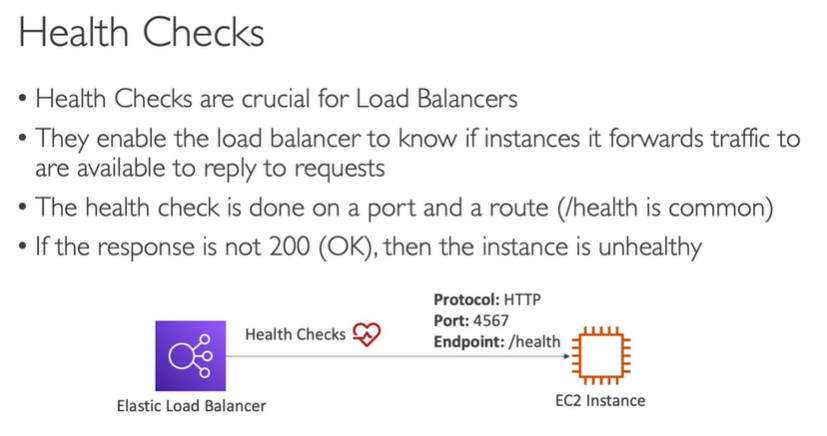 Health Checks
• Health Checks are crucial for Load Balancers
• They enable the load balancer to know if instances it forwards traffic to
are available to reply to requests
• The health check is done on a port and a route (/health is common)
• If the response is not 200 (OK), then the instance is unhealthy
Protocol: HTTP
Port: 4567
Endpoint: /health
Health Checks
Elastic Load Balancer
EC2 Instance